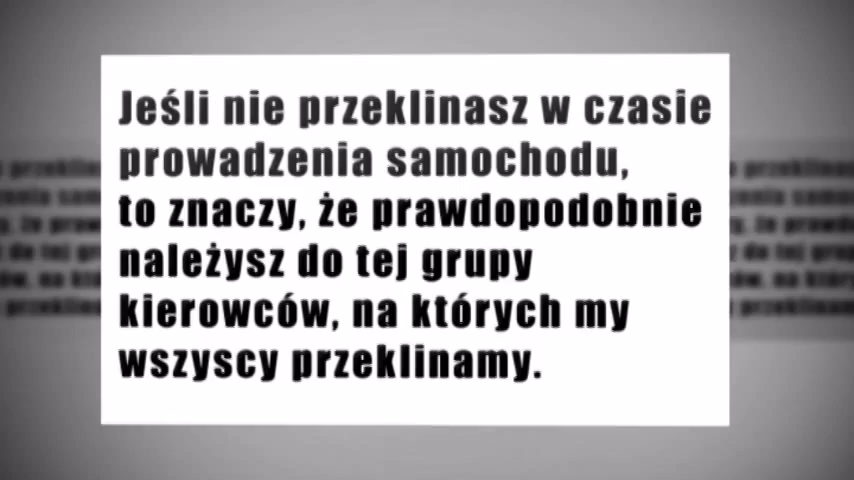 Jeśli nie przeklinasz w czasie
prowadzenia samochodu,
to znaczy, że prawdopodobnie
należysz do tej grupy
kierowców, na których my
wszyscy przeklinamy.